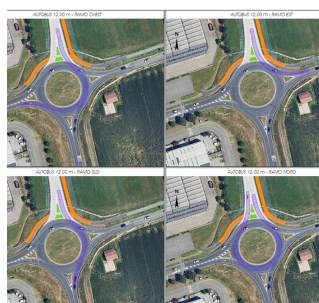 AUTOBUS 12,00 m - RAMO OVEST
AUTOBUS 12,00 m - RAMO EST
N
AUTOBUS 12,00 m - RAMO SUD
AUTOBUS 12,00 m - RAMO NORD
N